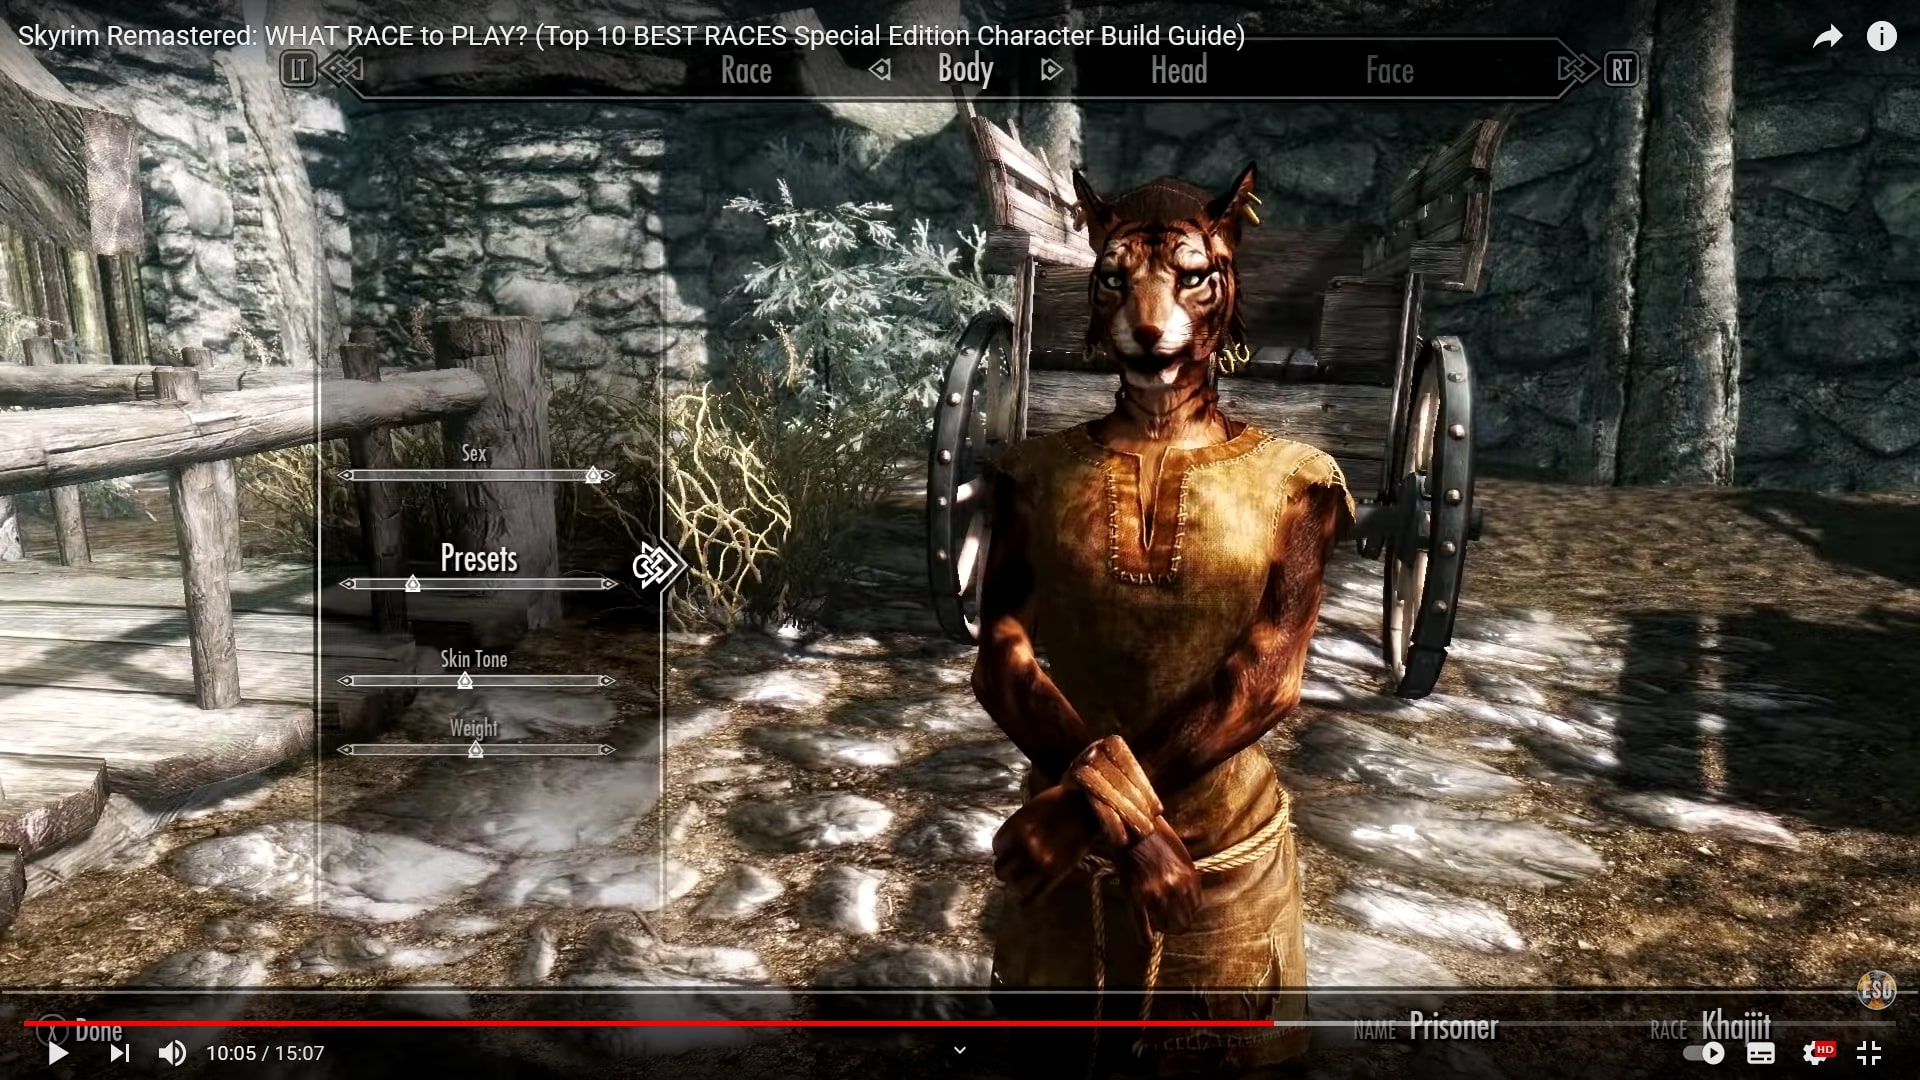 Skyrim Remastered: WHAT RACE to PLAY? (Top 10 BEST RACES Special Edition Character Build Guide)
LT Race Body Head Face RT
Sex
Presets
Skin Tone
Weight
ESO
X Done NAME Prisoner RACE Khajiit
10:05 / 15:07 HD